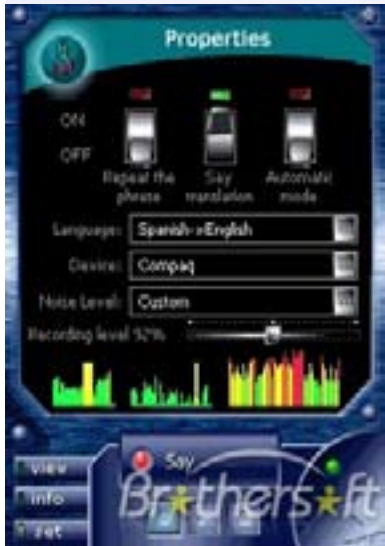 Properties
ON
OFF
Repeat the phrase
Say translation
Automatic mode
Language: Spanish->English
Device: Compaq
Noise Level: Custom
Recording level 92%
view
Say
info
set
Brothersoft